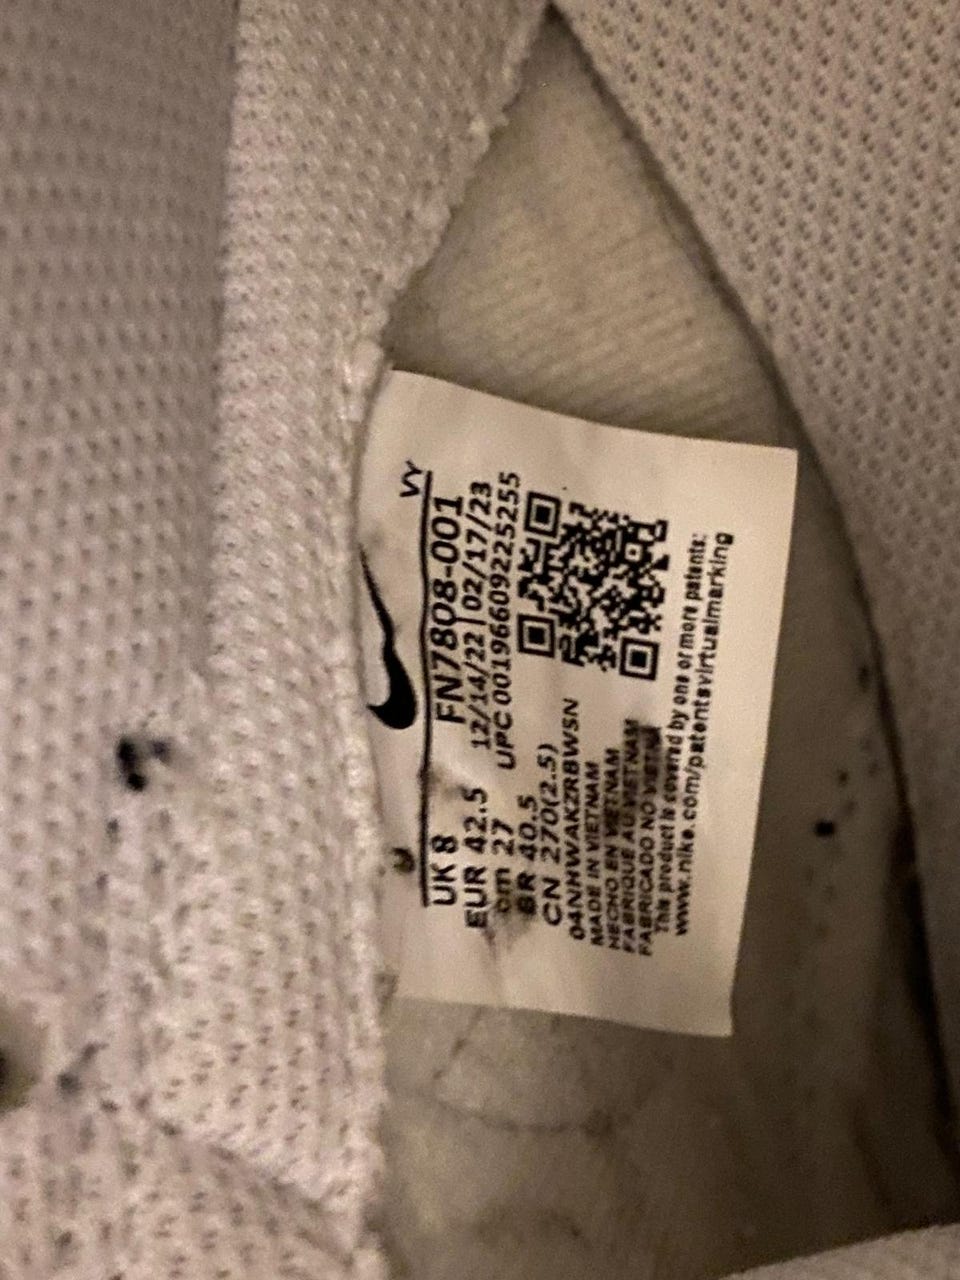 VY
FN7808-001
12/14/22|02/17/23
UPC 00196609225255
UK 8
EUR 42.5
cm 27
BR 40.5
CN 270(2.5)
04NHWAKZRBWSN
MADE IN VIETNAM
HECHO EN VIETNAM
FABRIQUE AU VIETNAM
FABRICADO NO VIETNA
This product is covered by one or more patents:
www.nike.com/patentsvirtualmarking